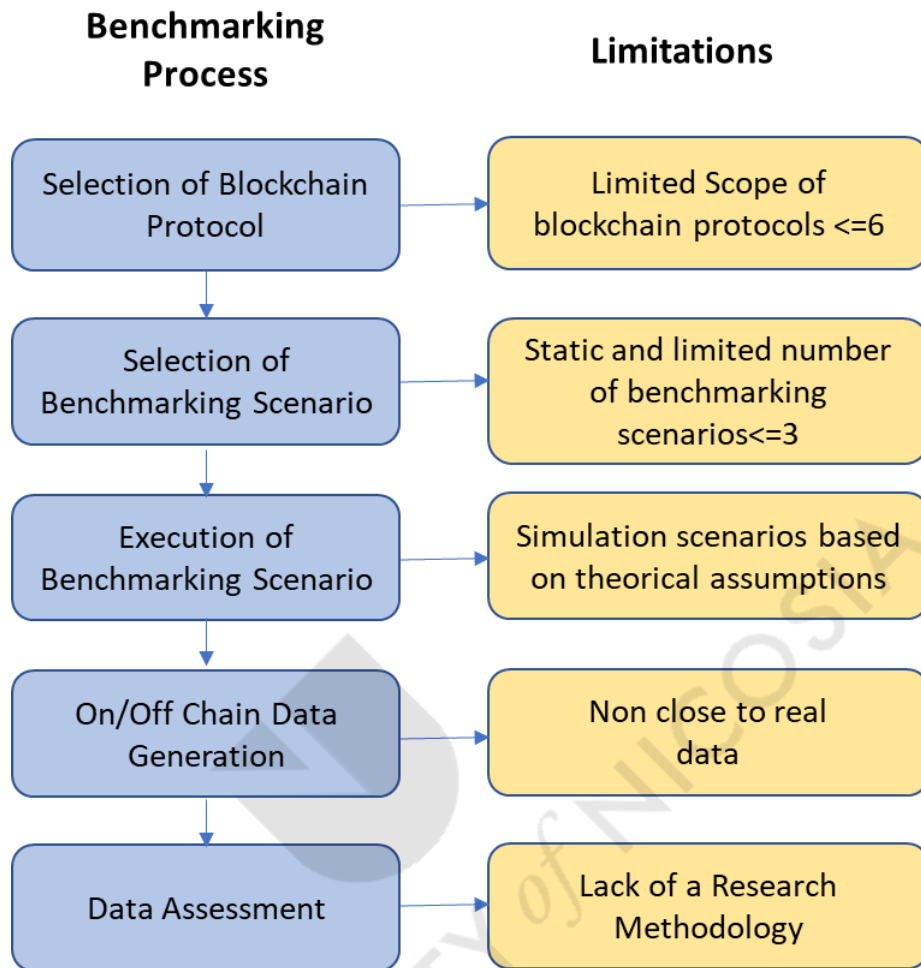 Benchmarking
Process
Limitations
Selection of Blockchain
Protocol
Limited Scope of
blockchain protocols <=6
Selection of
Benchmarking Scenario
Static and limited number
of benchmarking
scenarios<=3
Execution of
Benchmarking Scenario
Simulation scenarios based
on theorical assumptions
On/Off Chain Data
Generation
Non close to real
data
Data Assessment
Lack of a Research
Methodology
of NICOSIA